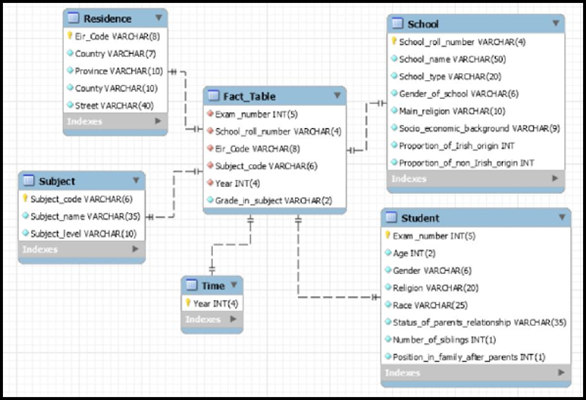 Residence
Eir_Code VARCHAR(8)
Country VARCHAR(7)
Province VARCHAR(10)
County VARCHAR(10)
Street VARCHAR(40)
Indexes
Subject
Subject_code VARCHAR(6)
Subject_name VARCHAR(35)
Subject_level VARCHAR(10)
Indexes
Fact_Table
Exam_number INT(5)
School_roll_number VARCHAR(4)
Eir_Code VARCHAR(8)
Subject_code VARCHAR(6)
Year INT(4)
Grade_in_subject VARCHAR(2)
Time
Year INT(4)
Indexes
School
School_roll_number VARCHAR(4)
School_name VARCHAR(50)
School_type VARCHAR(20)
Gender_of_school VARCHAR(6)
Main_religion VARCHAR(10)
Socio_economic_background VARCHAR(9)
Proportion_of_Irish_origin INT
Proportion_of_non_Irish_origin INT
Indexes
Student
Exam_number INT(5)
Age INT(2)
Gender VARCHAR(6)
Religion VARCHAR(20)
Race VARCHAR(25)
Status_of_parents_relationship VARCHAR(35)
Number_of_siblings INT(1)
Position_in_family_after_parents INT(1)
Indexes